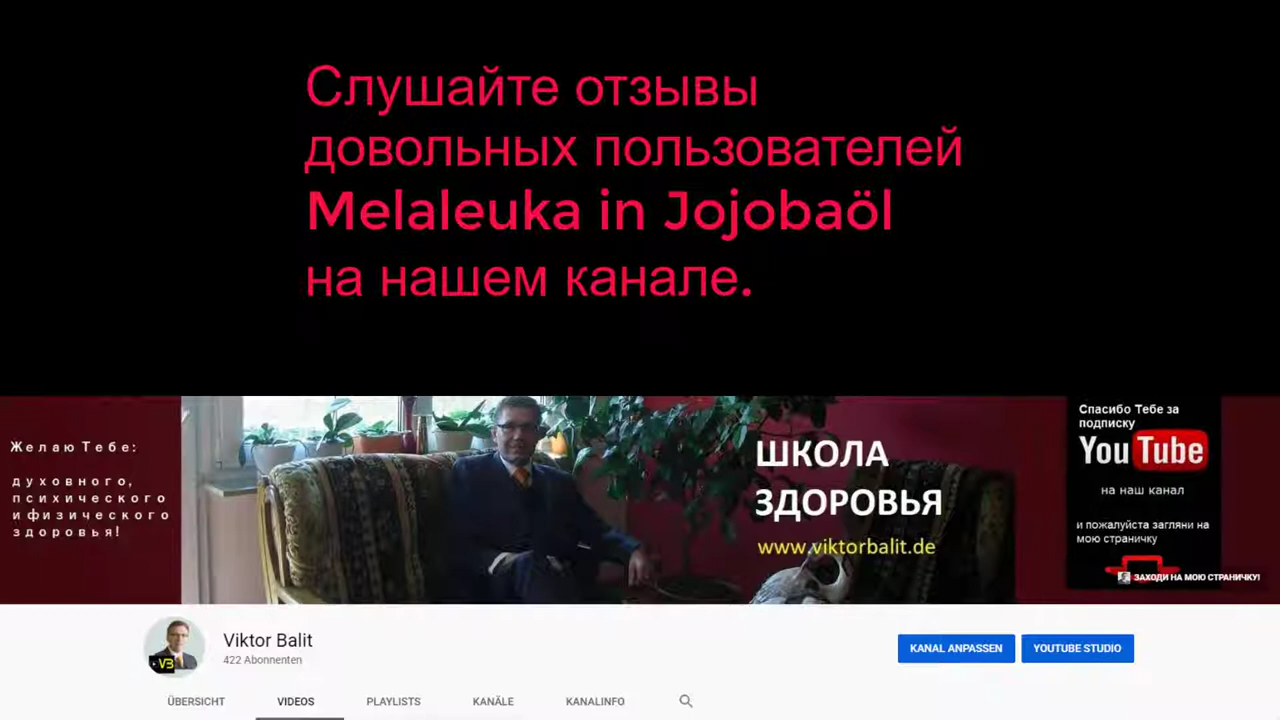 Слушайте отзывы
довольных пользователей
Melaleuka in Jojobaöl
на нашем канале.
Желаю Тебе:
духовного,
психического
и физического
здоровья!
ШКОЛА
ЗДОРОВЬЯ
www.viktorbalit.de
Спасибо Тебе за
подписку
YouTube
на наш канал
и пожалуйста загляни на
мою страничку
ЗАХОДИ НА МОЮ СТРАНИЧКУ!
VB
Viktor Balit
422 Abonnenten
KANAL ANPASSEN
YOUTUBE STUDIO
ÜBERSICHT VIDEOS PLAYLISTS KANÄLE KANALINFO